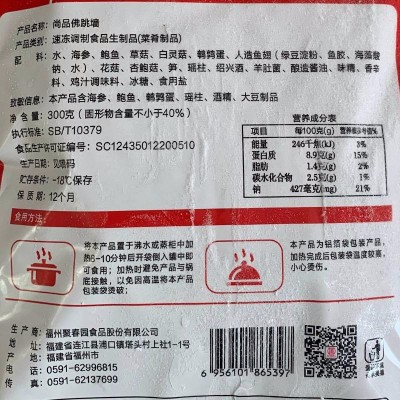 产品名称：尚品佛跳墙
产品类别：速冻调制食品生制品(菜肴制品)
配 料：水、海参、鲍鱼、草菇、白灵菇、鹌鹑蛋、人造鱼翅（绿豆淀粉、鱼胶、海藻酸钠、水）、花菇、杏鲍菇、笋、瑶柱、绍兴酒、羊肚菌、酿造酱油、味精、香辛料、鸡汁调味料、冰糖、食用盐
致敏信息：本产品含海参、鲍鱼、鹌鹑蛋、瑶柱、酒精、大豆制品
净含量：300克（固形物含量不小于40%）
执行标准：SB/T10379
食品生产许可证编号：SC12435012200510
生产日期：见喷码
贮存条件：-18℃保存
保 质 期：12个月
营养成分表
项目 每100克(g) 营养素参考值%
能量 246千焦(kJ) 3%
蛋白质 8.9克(g) 15%
脂肪 1.4克(g) 2%
碳水化合物 2.5克(g) 1%
钠 427毫克(mg) 21%
食用方法：
将本产品置于沸水或蒸柜中加
热6-10分钟后开袋倒入罐中即
可食用；加热时避免产品与锅
底接触，以免因高温将本产品
包装袋烫破；
本产品为铝箔袋包装产品，
加热完成后包装袋温度较高，
小心烫伤。
生 产 商：福州聚春园食品股份有限公司
地 址：福建省连江县浦口镇塔头村上社1-1号
产 地：福建省福州市
电 话：0591-62996815
传 真：0591-62137699
6 956101 865397